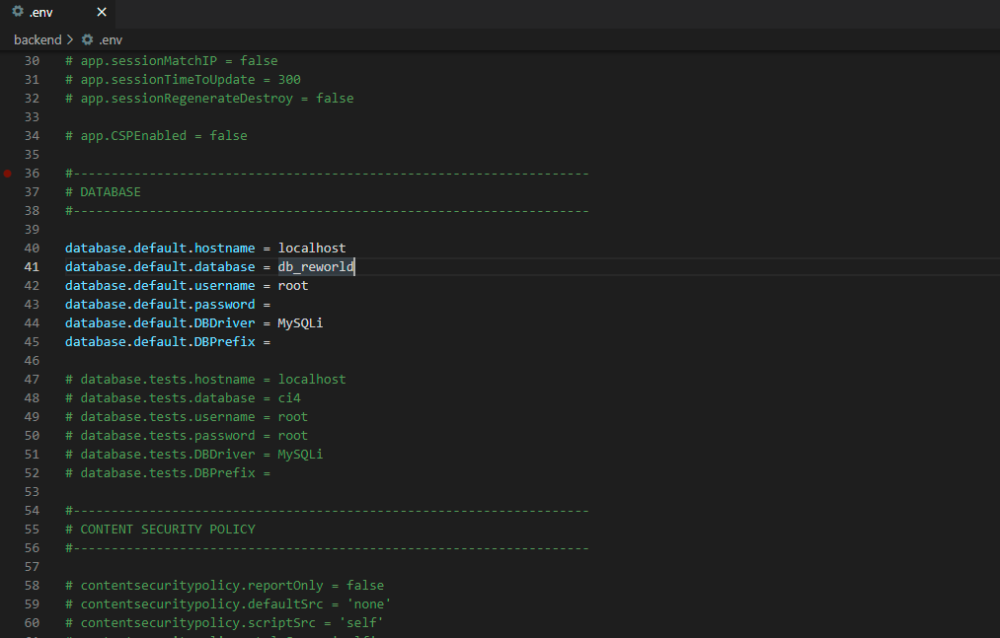 .env
backend > .env
30 # app.sessionMatchIP = false
31 # app.sessionTimeToUpdate = 300
32 # app.sessionRegenerateDestroy = false
33
34 # app.CSPEnabled = false
35
36 #--------------------------------------------------------------------
37 # DATABASE
38 #--------------------------------------------------------------------
39
40 database.default.hostname = localhost
41 database.default.database = db_reworld
42 database.default.username = root
43 database.default.password =
44 database.default.DBDriver = MySQLi
45 database.default.DBPrefix =
46
47 # database.tests.hostname = localhost
48 # database.tests.database = ci4
49 # database.tests.username = root
50 # database.tests.password = root
51 # database.tests.DBDriver = MySQLi
52 # database.tests.DBPrefix =
53
54 #--------------------------------------------------------------------
55 # CONTENT SECURITY POLICY
56 #--------------------------------------------------------------------
57
58 # contentsecuritypolicy.reportOnly = false
59 # contentsecuritypolicy.defaultSrc = 'none'
60 # contentsecuritypolicy.scriptSrc = 'self'